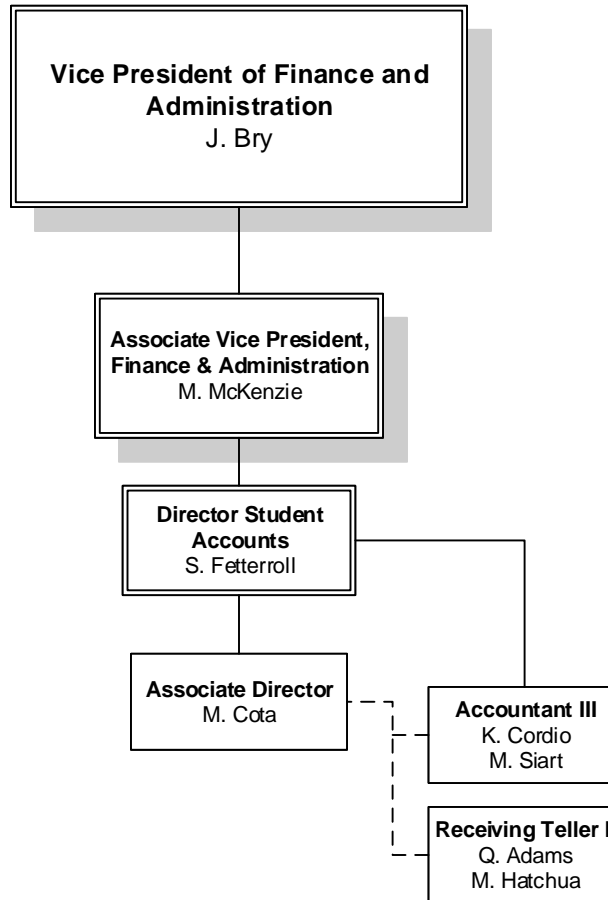 Vice President of Finance and
Administration
J. Bry
Associate Vice President,
Finance & Administration
M. McKenzie
Director Student
Accounts
S. Fetterroll
Associate Director
M. Cota
Accountant III
K. Cordio
M. Siart
Receiving Teller
Q. Adams
M. Hatchua